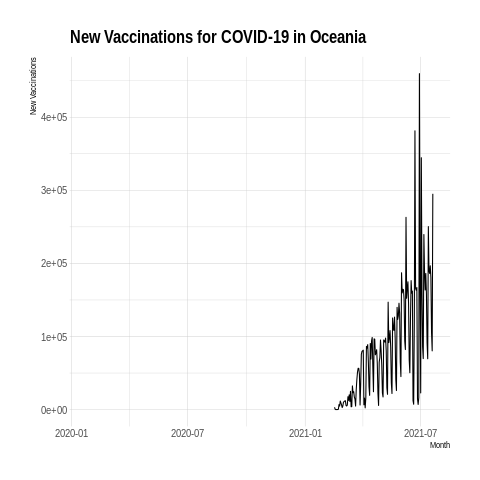 New Vaccinations for COVID-19 in Oceania
New Vaccinations
4e+05
3e+05
2e+05
1e+05
0e+00
2020-01 2020-07 2021-01 2021-07
Month